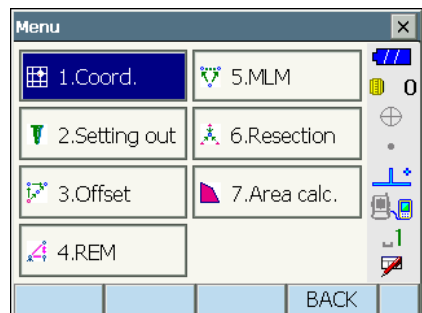 Menu
1.Coord.
5.MLM
0
2.Setting out
6.Resection
3.Offset
7.Area calc.
4.REM
1
BACK